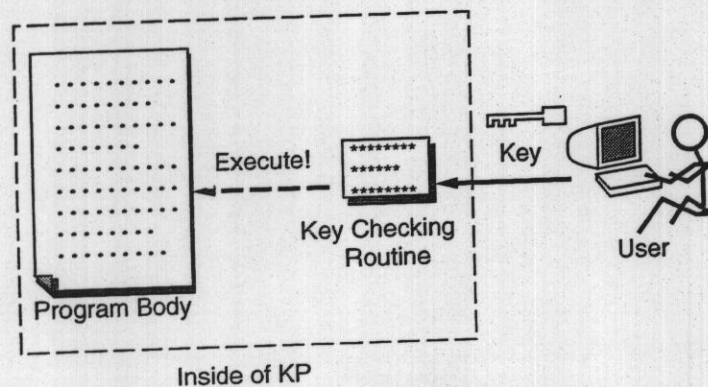 Execute!
********
******
********
Key
Key Checking
Routine
User
Program Body
Inside of KP